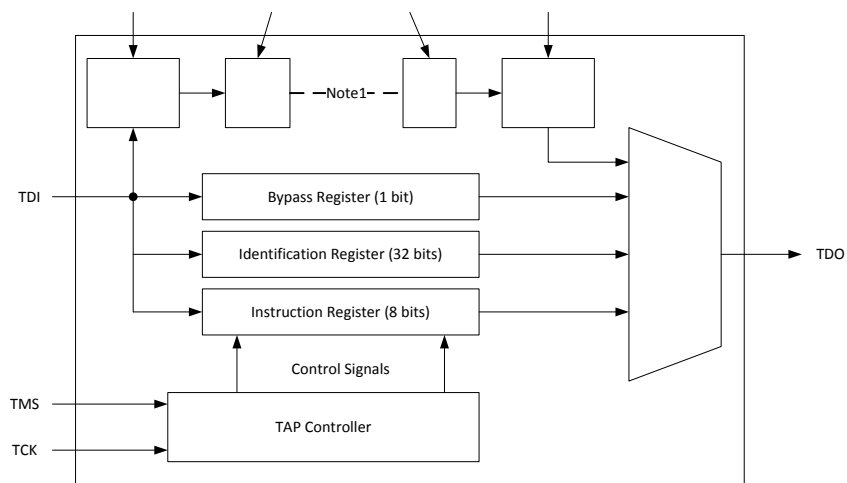 Note1
TDI
Bypass Register (1 bit)
Identification Register (32 bits)
TDO
Instruction Register (8 bits)
Control Signals
TMS
TAP Controller
TCK